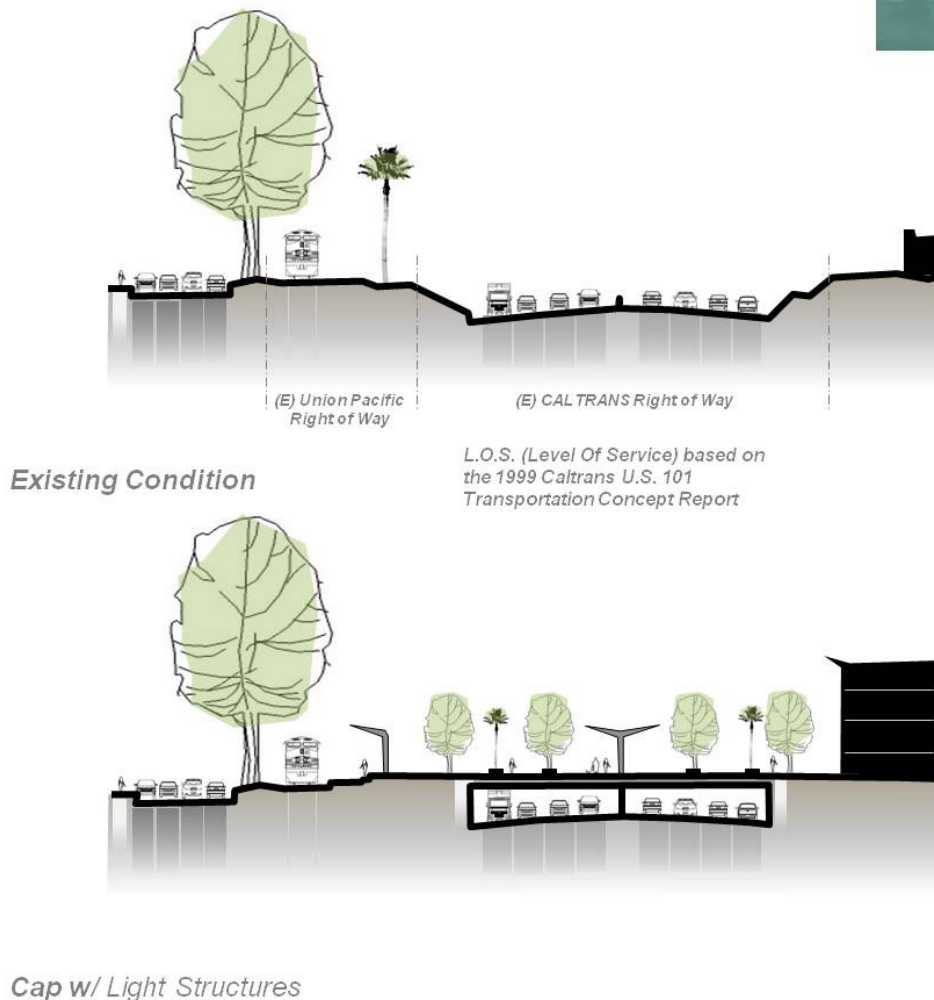 (E) Union Pacific
Right of Way
(E) CALTRANS Right of Way
Existing Condition
L.O.S. (Level Of Service) based on
the 1999 Caltrans U.S. 101
Transportation Concept Report
Cap w/ Light Structures